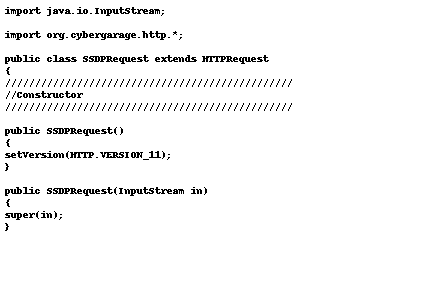 import java.io.InputStream;
import org.cybergarage.http.*;
public class SSDPRequest extends HTTPRequest
{
////////////////////////////////////////////////
//Constructor
////////////////////////////////////////////////
public SSDPRequest()
{
setVersion(HTTP.VERSION_11);
}
public SSDPRequest(InputStream in)
{
super(in);
}